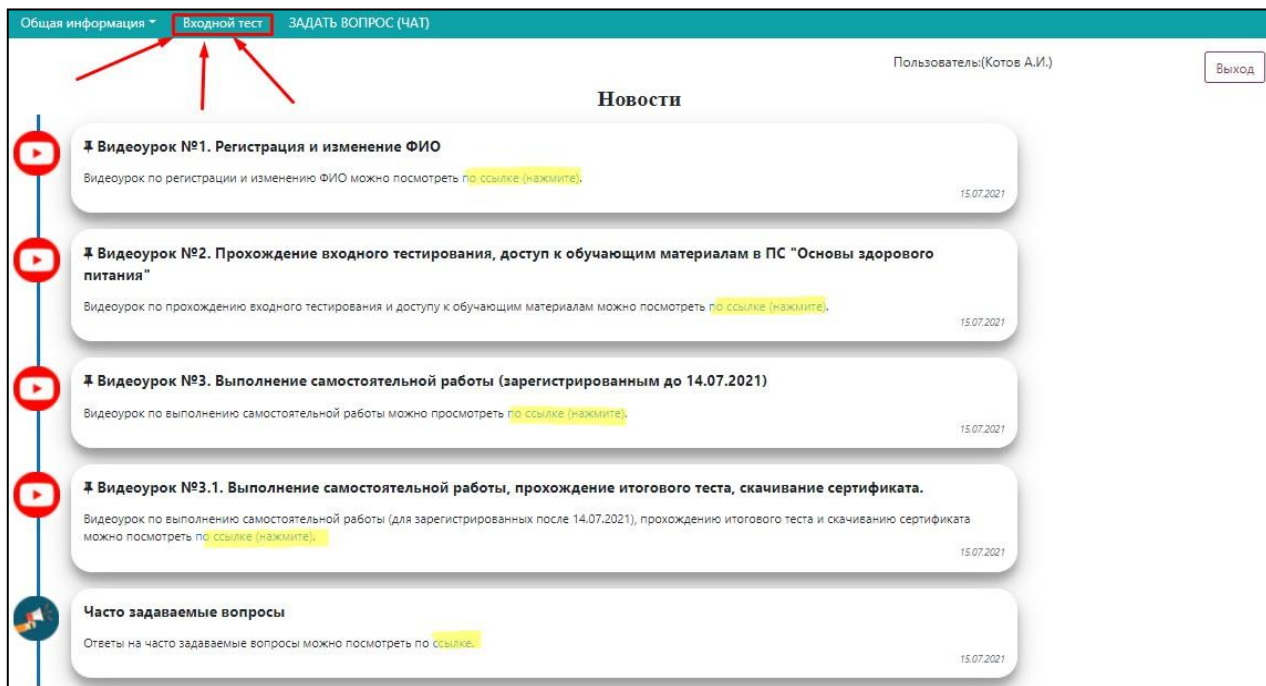 Общая информация Входной тест ЗАДАТЬ ВОПРОС (ЧАТ)
Пользователь:(Котов А.И.)
Выход
Новости
Видеоурок №1. Регистрация и изменение ФИО
Видеоурок по регистрации и изменению ФИО можно посмотреть по ссылке (нажмите).
15.07.2021
Видеоурок №2. Прохождение входного тестирования, доступ к обучающим материалам в ПС "Основы здорового
питания"
Видеоурок по прохождению входного тестирования и доступу к обучающим материалам можно посмотреть по ссылке (нажмите).
15.07.2021
Видеоурок №3. Выполнение самостоятельной работы (зарегистрированным до 14.07.2021)
Видеоурок по выполнению самостоятельной работы можно просмотреть по ссылке (нажмите).
15.07.2021
Видеоурок №3.1. Выполнение самостоятельной работы, прохождение итогового теста, скачивание сертификата.
Видеоурок по выполнению самостоятельной работы (для зарегистрированных после 14.07.2021), прохождению итогового теста и скачиванию сертификата
можно посмотреть по ссылке (нажмите).
15.07.2021
Часто задаваемые вопросы
Ответы на часто задаваемые вопросы можно посмотреть по ссылке.
15.07.2021